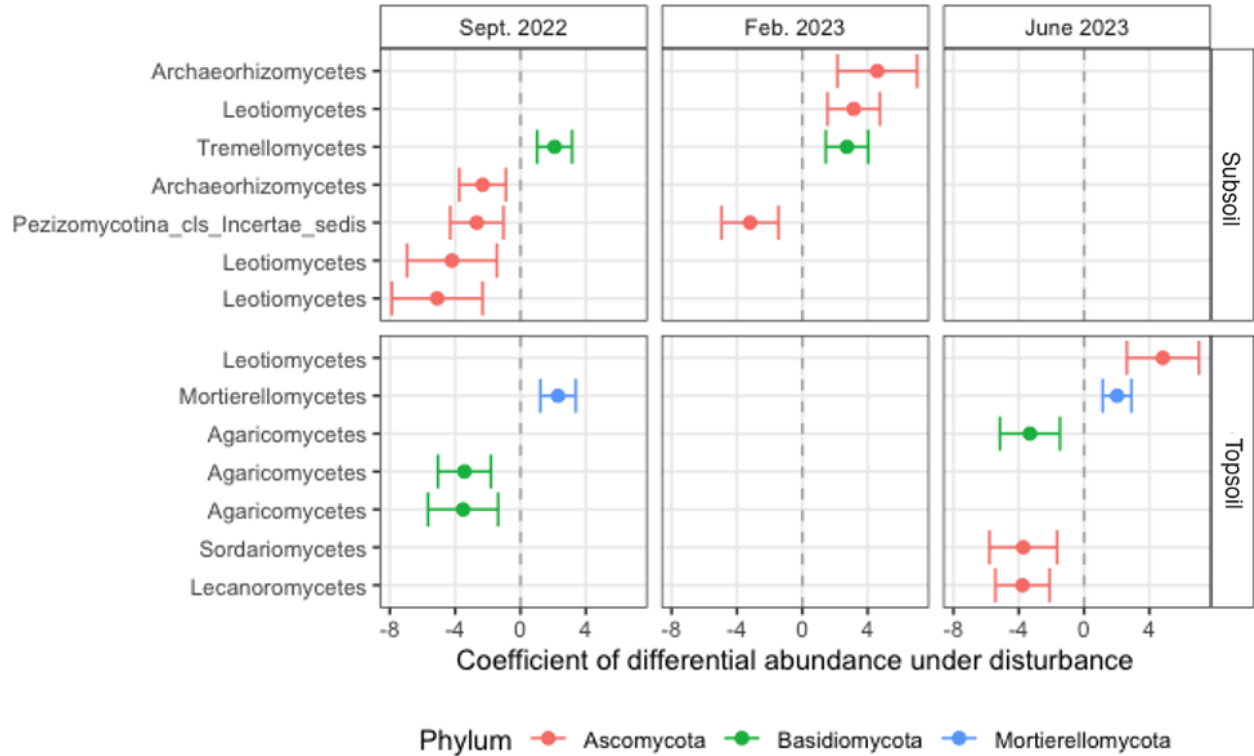 Sept. 2022 Feb. 2023 June 2023
Archaeorhizomycetes
Leotiomycetes
Tremellomycetes
Archaeorhizomycetes
Pezizomycotina_cls_Incertae_sedis
Leotiomycetes
Leotiomycetes
Subsoil
Leotiomycetes
Mortierellomycetes
Agaricomycetes
Agaricomycetes
Agaricomycetes
Sordariomycetes
Lecanoromycetes
Topsoil
-8 -4 0 4 -8 -4 0 4 -8 -4 0 4
Coefficient of differential abundance under disturbance
Phylum Ascomycota Basidiomycota Mortierellomycota